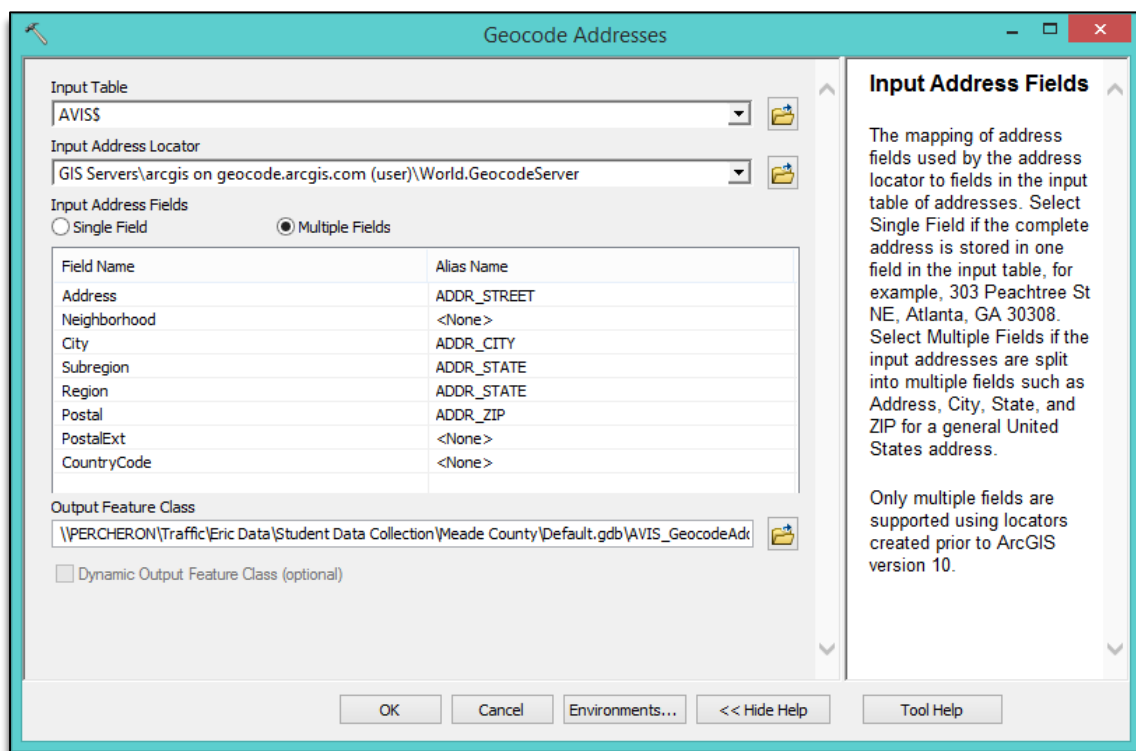 Geocode Addresses
Input Table
AVIS$
Input Address Locator
GIS Servers\arcgis on geocode.arcgis.com (user)\World.GeocodeServer
Input Address Fields
Single Field Multiple Fields
Field Name Alias Name
Address ADDR_STREET
Neighborhood <None>
City ADDR_CITY
Subregion ADDR_STATE
Region ADDR_STATE
Postal ADDR_ZIP
PostalExt <None>
CountryCode <None>
Output Feature Class
\\PERCHERON\Traffic\Eric Data\Student Data Collection\Meade County\Default.gdb\AVIS_GeocodeAdd
Dynamic Output Feature Class (optional)
Input Address Fields
The mapping of address
fields used by the address
locator to fields in the input
table of addresses. Select
Single Field if the complete
address is stored in one
field in the input table, for
example, 303 Peachtree St
NE, Atlanta, GA 30308.
Select Multiple Fields if the
input addresses are split
into multiple fields such as
Address, City, State, and
ZIP for a general United
States address.
Only multiple fields are
supported using locators
created prior to ArcGIS
version 10.
OK Cancel Environments... << Hide Help Tool Help